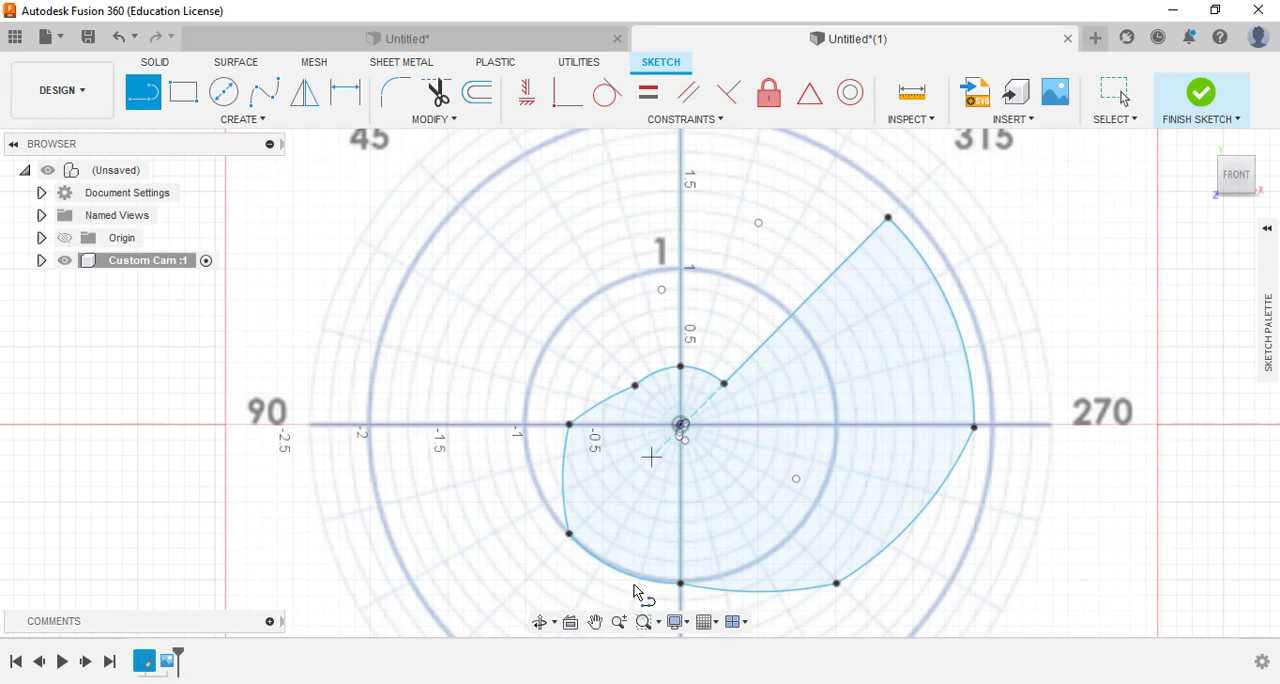 Autodesk Fusion 360 (Education License)
Untitled*
Untitled*(1)
DESIGN
SOLID SURFACE MESH SHEET METAL PLASTIC UTILITIES SKETCH
CREATE MODIFY CONSTRAINTS INSPECT INSERT SELECT FINISH SKETCH
SVG
BROWSER
(Unsaved)
Document Settings
Named Views
Origin
Custom Cam :1
45
315
1.5
1
1
0.5
90
270
-2.5
-2
-1.5
-1
-0.5
Y
FRONT
X
Z
SKETCH PALETTE
COMMENTS